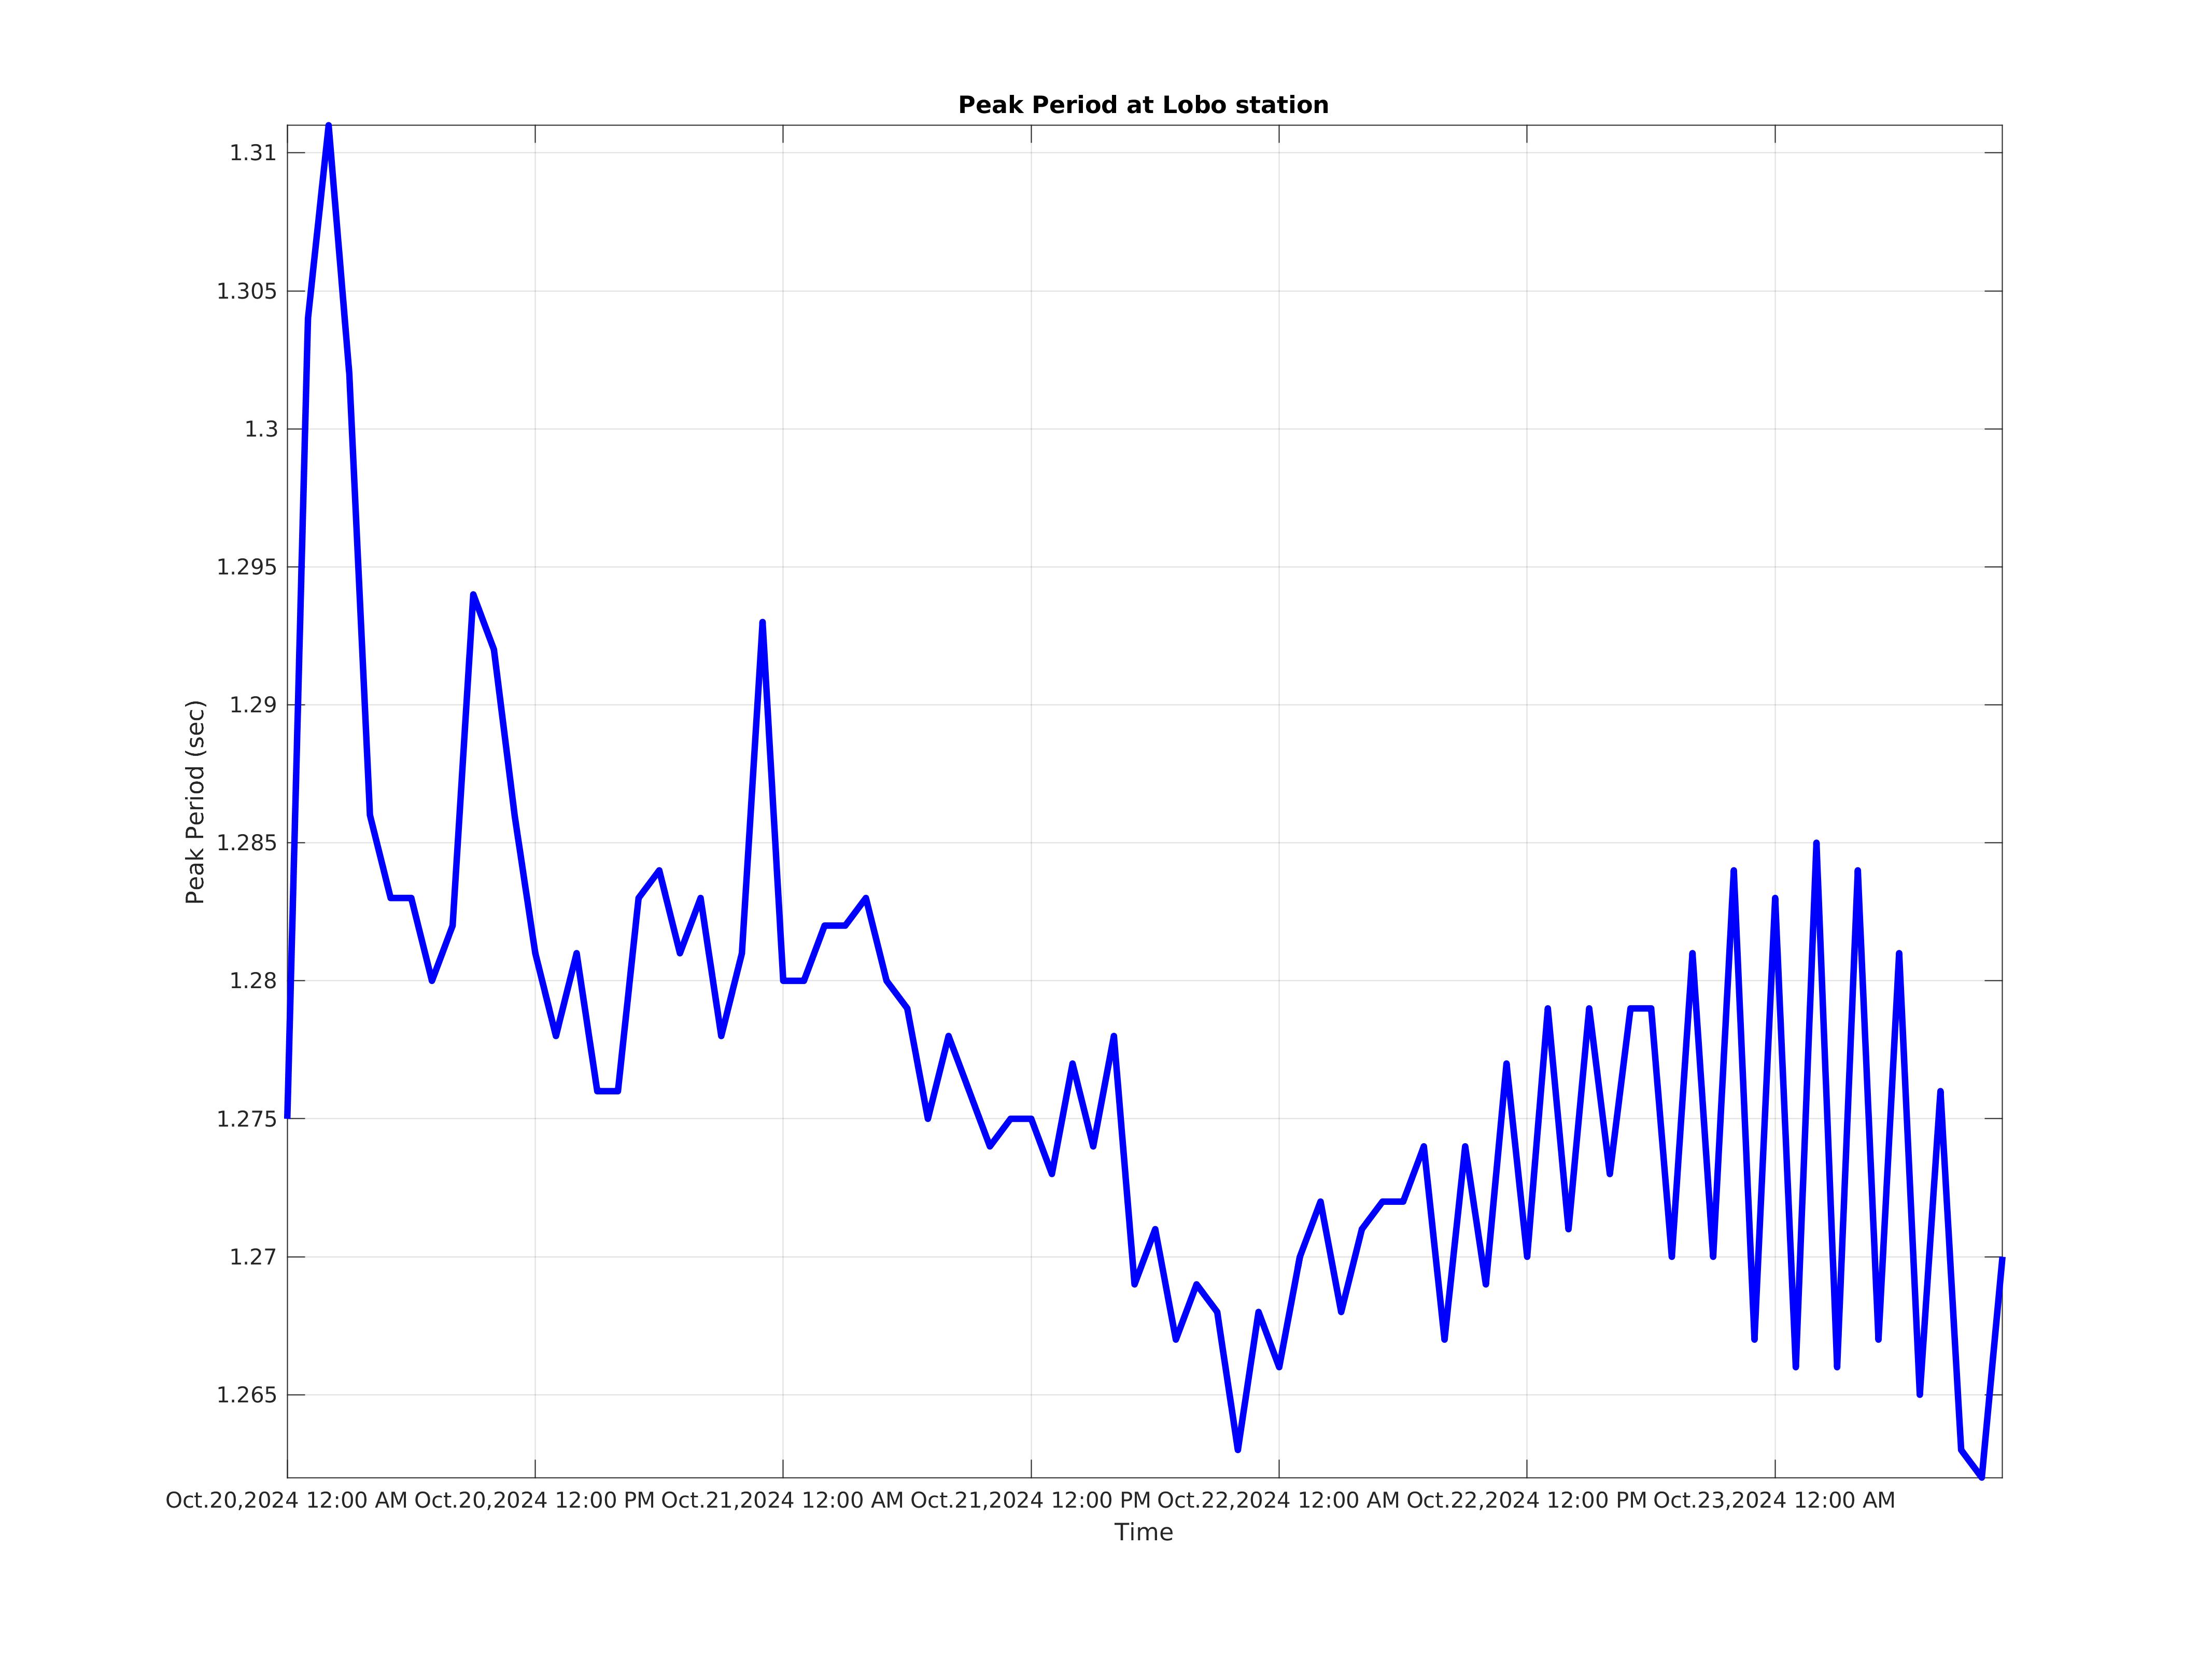 Peak Period at Lobo station
1.31
1.305
1.3
1.295
1.29
1.285
1.28
1.275
1.27
1.265
Peak Period (sec)
Oct.20,2024 12:00 AM Oct.20,2024 12:00 PM Oct.21,2024 12:00 AM Oct.21,2024 12:00 PM Oct.22,2024 12:00 AM Oct.22,2024 12:00 PM Oct.23,2024 12:00 AM
Time